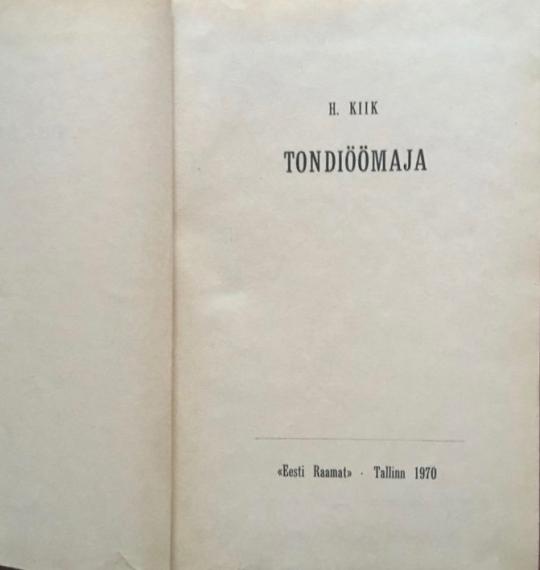 H. KIIK
TONDIÖÖMAJA
«Eesti Raamat» · Tallinn 1970